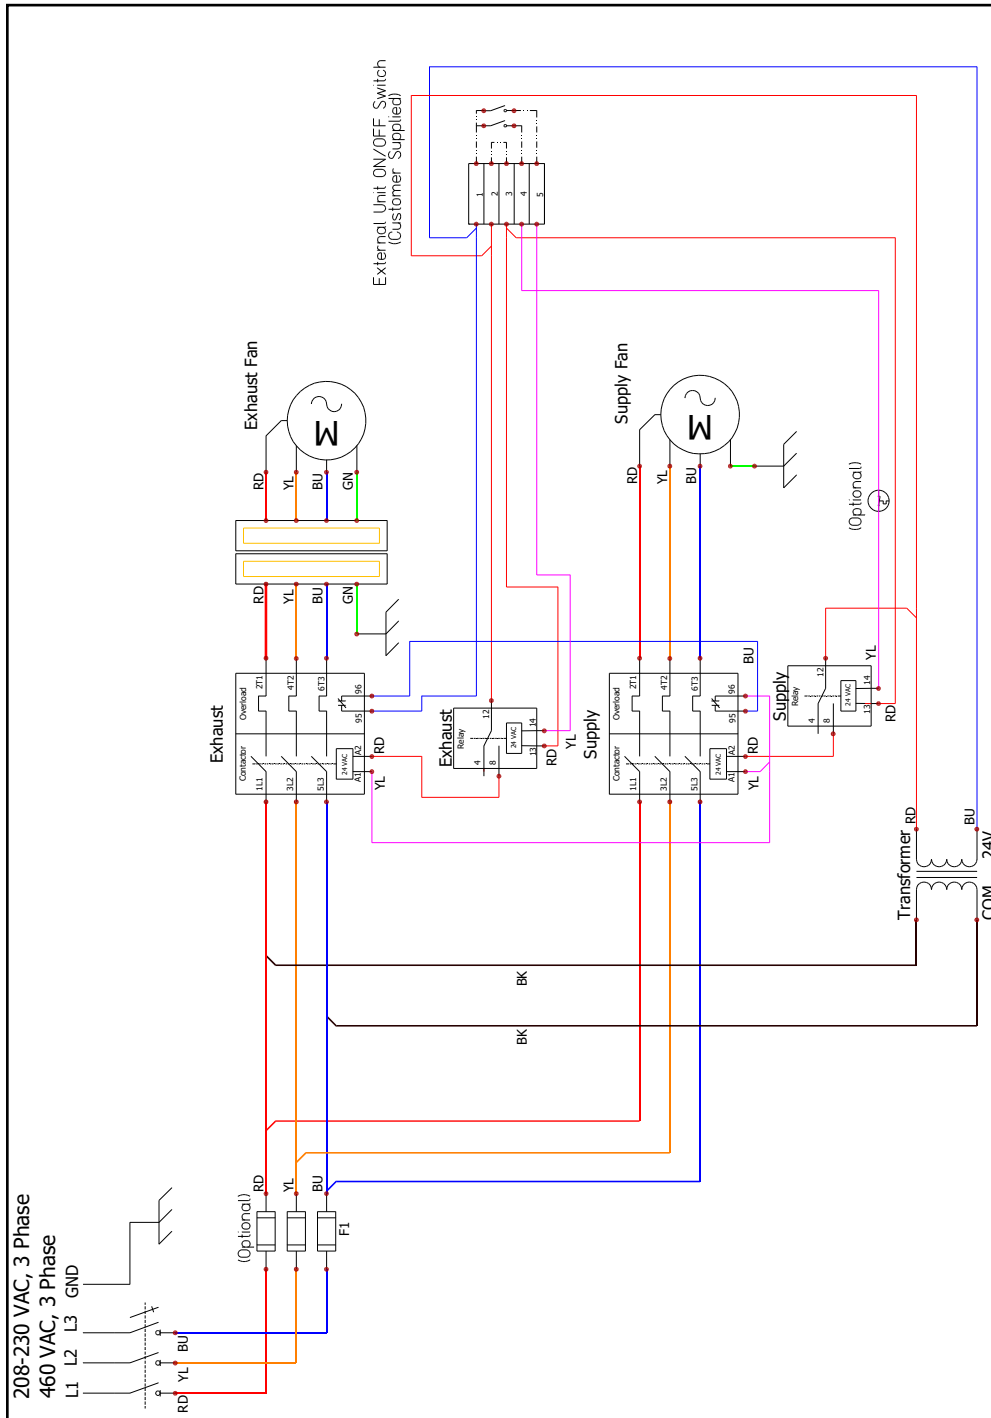 208-230 VAC, 3 Phase
460 VAC, 3 Phase
L1
L2
L3
GND
RD
YL
BU
(Optional)
F1
RD
YL
BU
BK
BK
Exhaust
Contactor
Overload
1L1
3L2
5L3
2T1
4T2
6T3
24 VAC
A1
A2
95
96
YL
RD
RD
YL
BU
GN
RD
YL
BU
GN
Exhaust Fan
M
Exhaust
Relay
4
8
12
24 VAC
13
14
RD
YL
External Unit ON/OFF Switch
(Customer Supplied)
1
2
3
4
5
Supply
Contactor
Overload
1L1
3L2
5L3
2T1
4T2
6T3
24 VAC
A1
A2
95
96
YL
RD
BU
RD
YL
BU
Supply Fan
M
Supply
Relay
4
8
12
24 VAC
13
14
RD
YL
(Optional)
Transformer
RD
BU
COM
24V